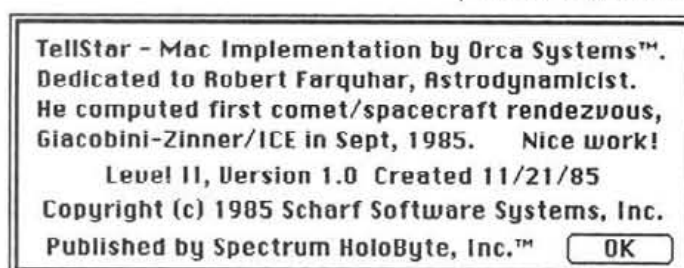 TellStar - Mac Implementation by Orca Systems™.
Dedicated to Robert Farquhar, Astrodynamicist.
He computed first comet/spacecraft rendezvous,
Giacobini-Zinner/ICE in Sept, 1985. Nice work!
Level II, Version 1.0 Created 11/21/85
Copyright (c) 1985 Scharf Software Systems, Inc.
Published by Spectrum HoloByte, Inc.™ OK